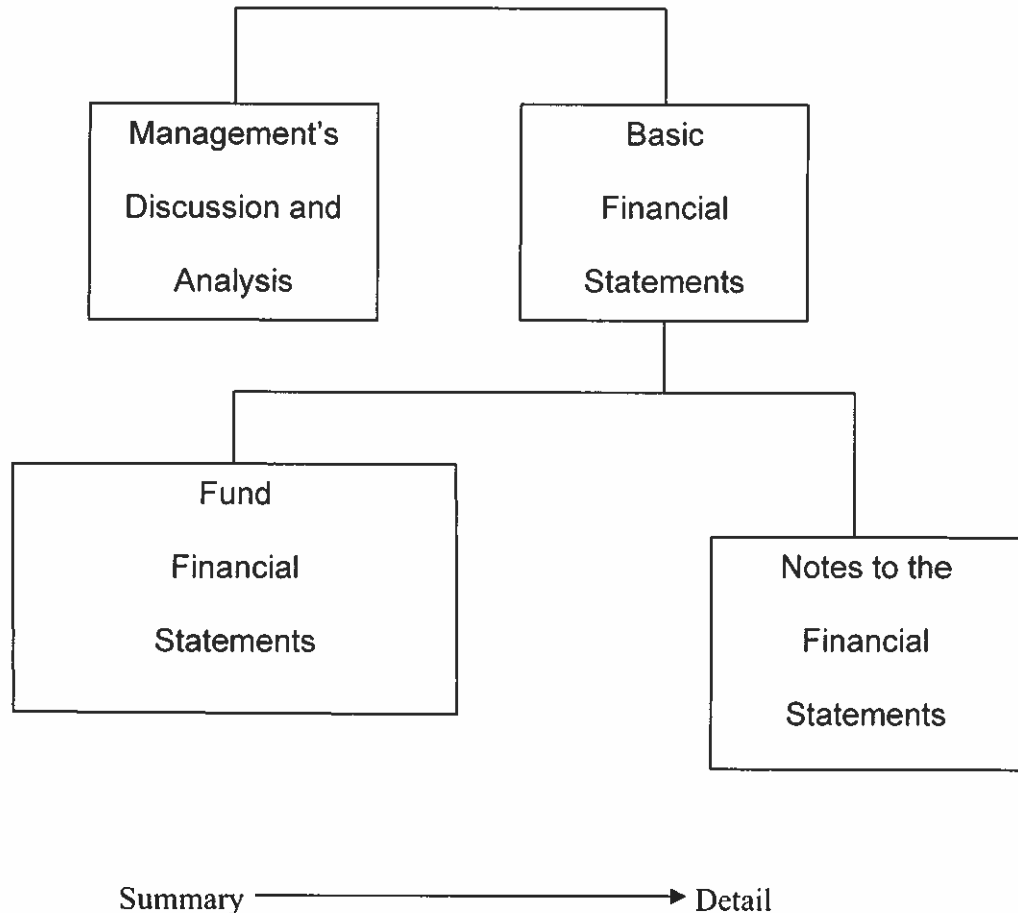 Management's
Discussion and
Analysis
Basic
Financial
Statements
Fund
Financial
Statements
Notes to the
Financial
Statements
Summary
Detail